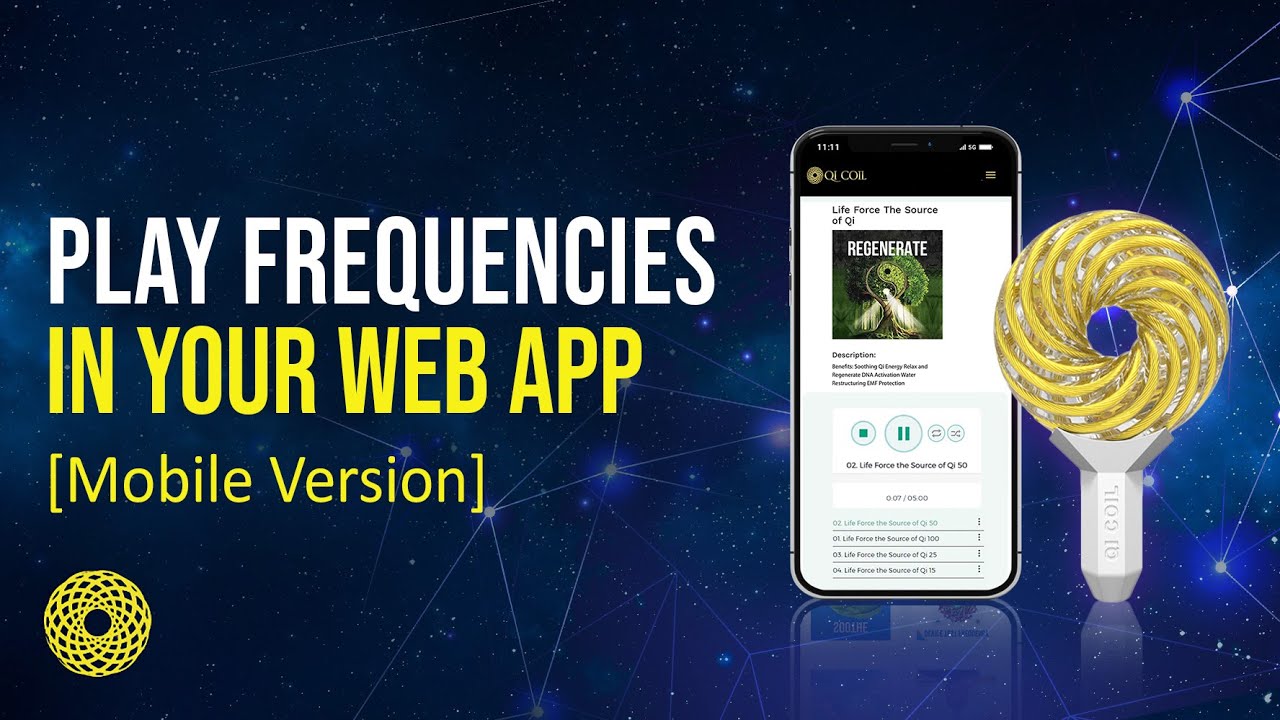 PLAY FREQUENCIES
IN YOUR WEB APP
[Mobile Version]
11:11
5G
QI COIL
Life Force The Source
of Qi
REGENERATE
Description:
Benefits: Soothing Qi Energy Relax and
Regenerate DNA Activation Water
Restructuring EMF Protection
02. Life Force the Source of Qi 50
0:07 / 05:00
02. Life Force the Source of Qi 50
01. Life Force the Source of Qi 100
03. Life Force the Source of Qi 25
04. Life Force the Source of Qi 15
QI COIL